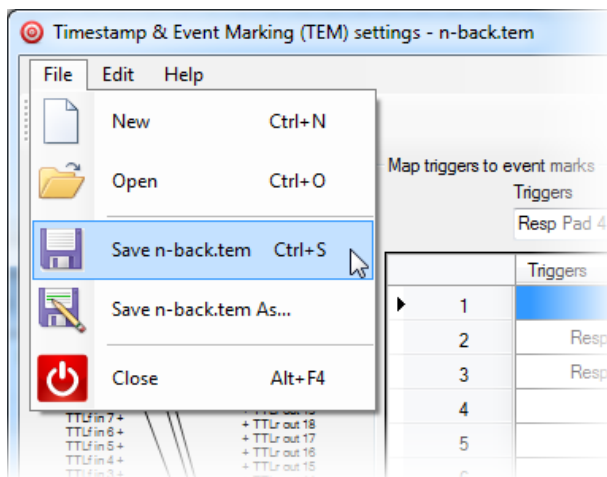 Timestamp & Event Marking (TEM) settings - n-back.tem
File Edit Help
New Ctrl+N
Open Ctrl+O
Save n-back.tem Ctrl+S
Save n-back.tem As...
Close Alt+F4
Map triggers to event marks
Triggers
Resp Pad 4
Triggers
1
2 Resp
3 Resp
4
5
TTLf in 7 +
TTLf in 6 + + TTLr out 18
TTLf in 5 + + TTLr out 17
TTLf in 4 + + TTLr out 16
TTLf in 3 + + TTLr out 15